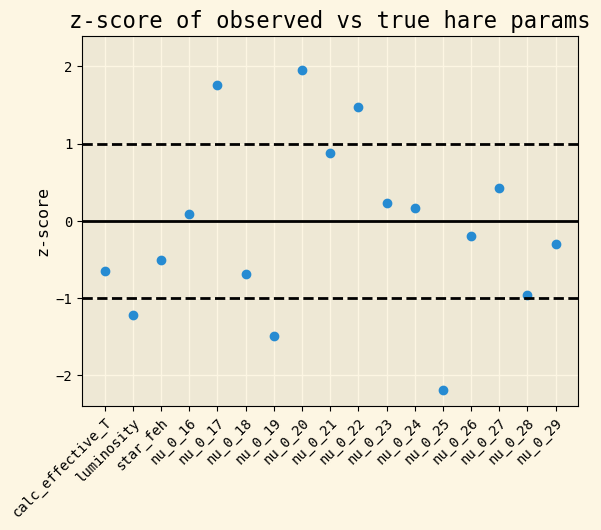 z-score of observed vs true hare params
z-score
2
1
0
−1
−2
calc_effective_T
luminosity
star_feh
nu_0_16
nu_0_17
nu_0_18
nu_0_19
nu_0_20
nu_0_21
nu_0_22
nu_0_23
nu_0_24
nu_0_25
nu_0_26
nu_0_27
nu_0_28
nu_0_29